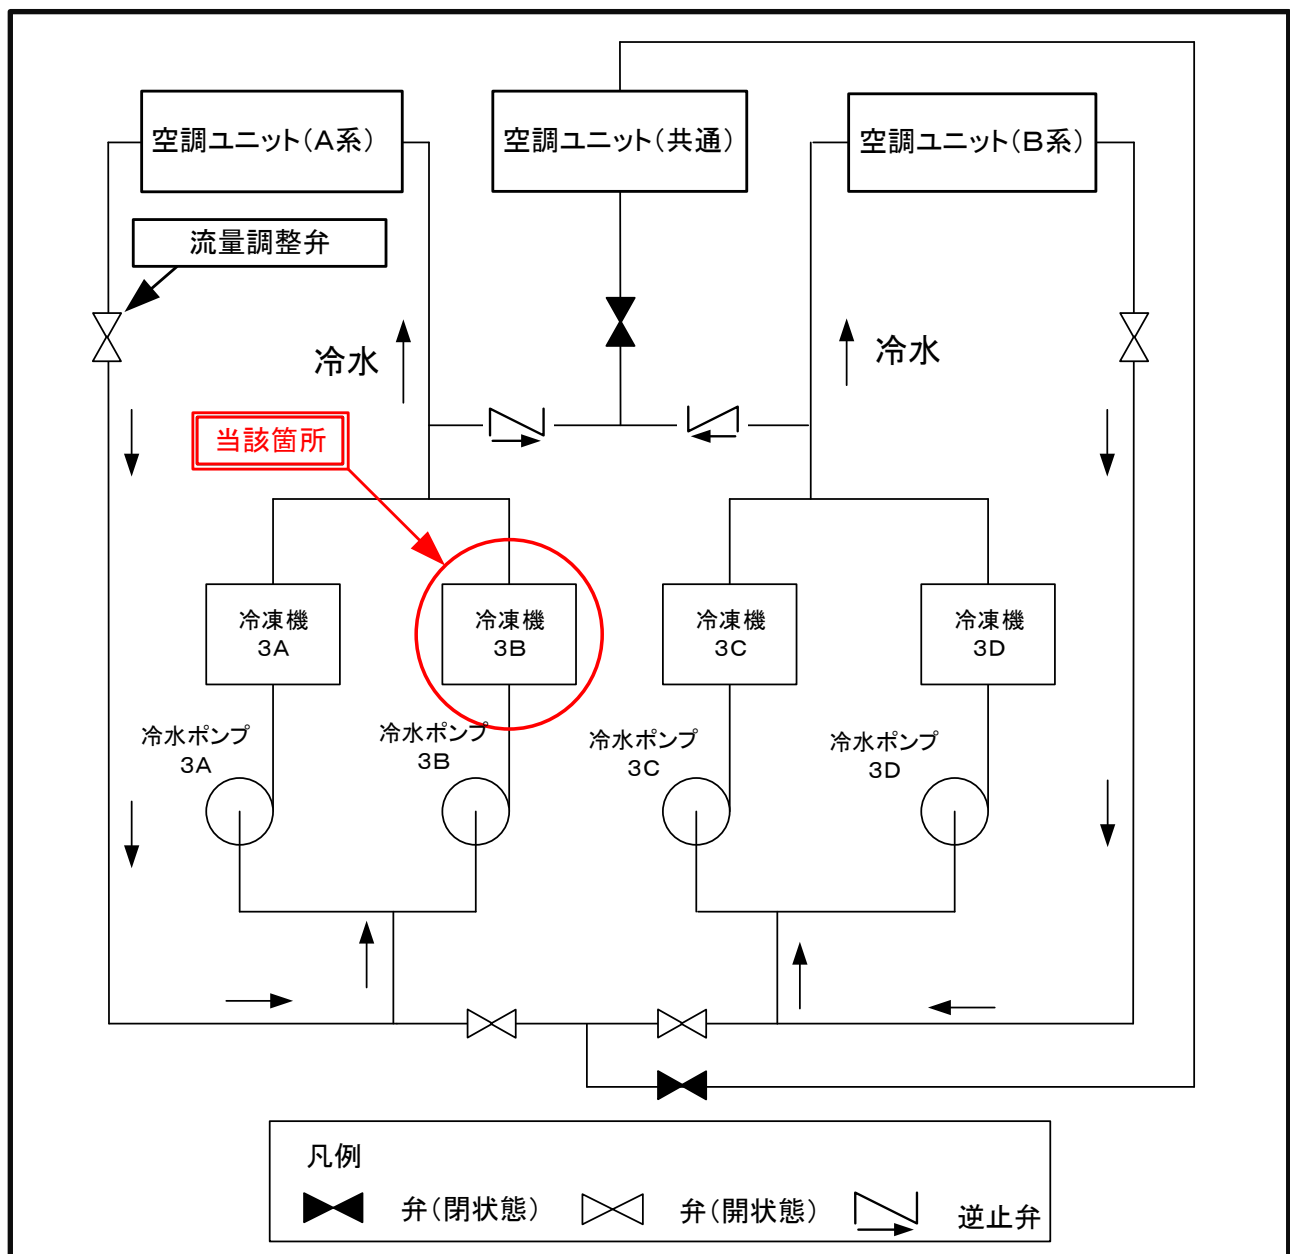 空調ユニット(A系)
空調ユニット(共通)
空調ユニット(B系)
流量調整弁
冷水
冷水
当該箇所
冷凍機
3A
冷凍機
3B
冷凍機
3C
冷凍機
3D
冷水ポンプ
3A
冷水ポンプ
3B
冷水ポンプ
3C
冷水ポンプ
3D
凡例
弁(閉状態)
弁(開状態)
逆止弁